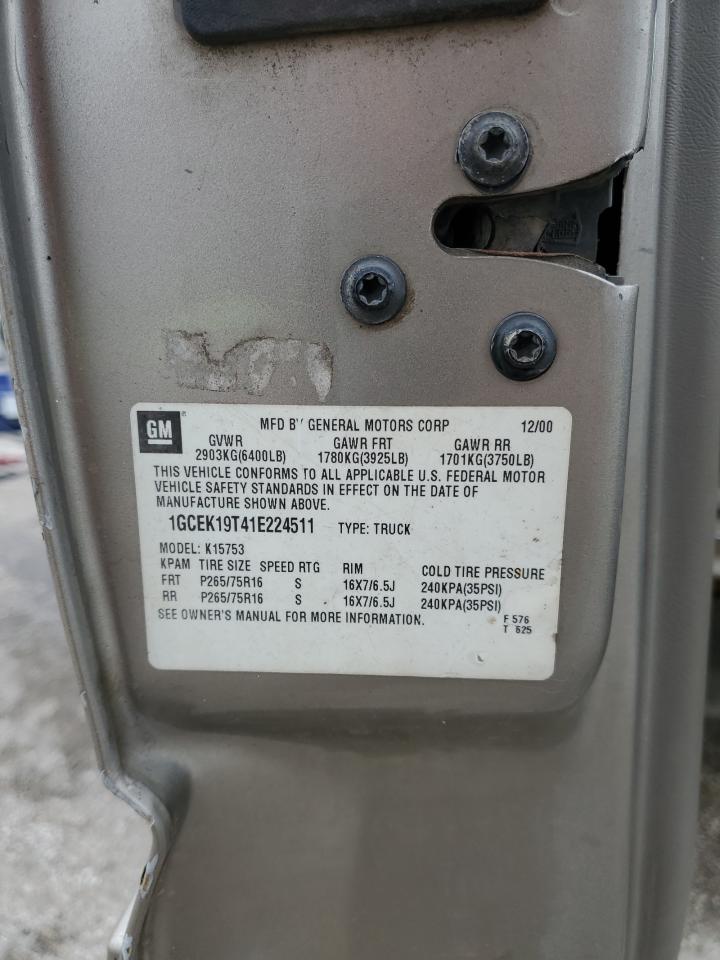 GM ®
MFD B GENERAL MOTORS CORP 12/00
GVWR GAWR FRT GAWR RR
2903KG(6400LB) 1780KG(3925LB) 1701KG(3750LB)
THIS VEHICLE CONFORMS TO ALL APPLICABLE U.S. FEDERAL MOTOR
VEHICLE SAFETY STANDARDS IN EFFECT ON THE DATE OF
MANUFACTURE SHOWN ABOVE.
1GCEK19T41E224511 TYPE: TRUCK
MODEL: K15753
KPAM TIRE SIZE SPEED RTG RIM COLD TIRE PRESSURE
FRT P265/75R16 S 16X7/6.5J 240KPA(35PSI)
RR P265/75R16 S 16X7/6.5J 240KPA(35PSI)
SEE OWNER'S MANUAL FOR MORE INFORMATION.
F 576
T 625